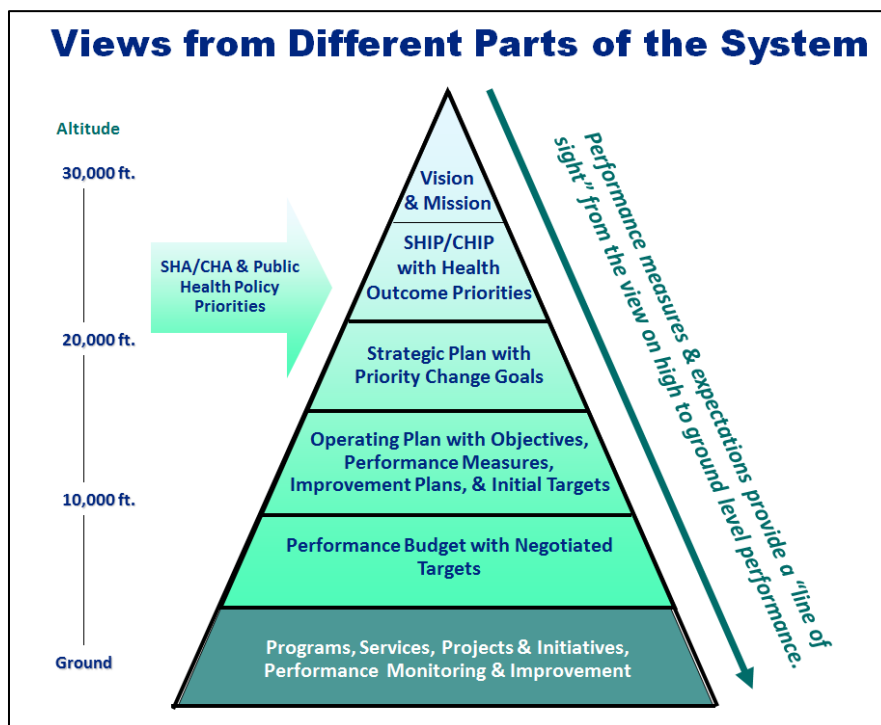 Views from Different Parts of the System
Altitude
30,000 ft.
20,000 ft.
10,000 ft.
Ground
SHA/CHA & Public
Health Policy
Priorities
Vision
& Mission
SHIP/CHIP
with Health
Outcome Priorities
Strategic Plan with
Priority Change Goals
Operating Plan with Objectives,
Performance Measures,
Improvement Plans, & Initial Targets
Performance Budget with Negotiated
Targets
Programs, Services, Projects & Initiatives,
Performance Monitoring & Improvement
Performance measures & expectations provide a “line of
sight” from the view on high to ground level performance.